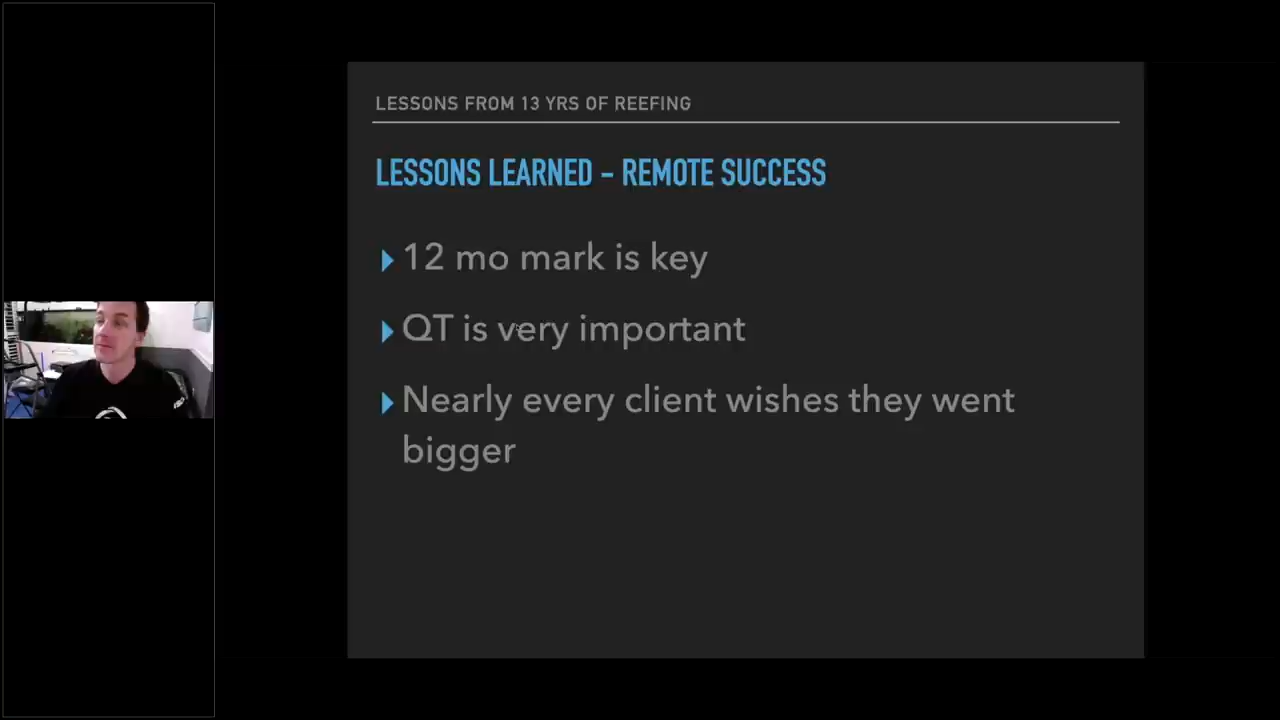 LESSONS FROM 13 YRS OF REEFING
LESSONS LEARNED - REMOTE SUCCESS
12 mo mark is key
QT is very important
Nearly every client wishes they went
bigger